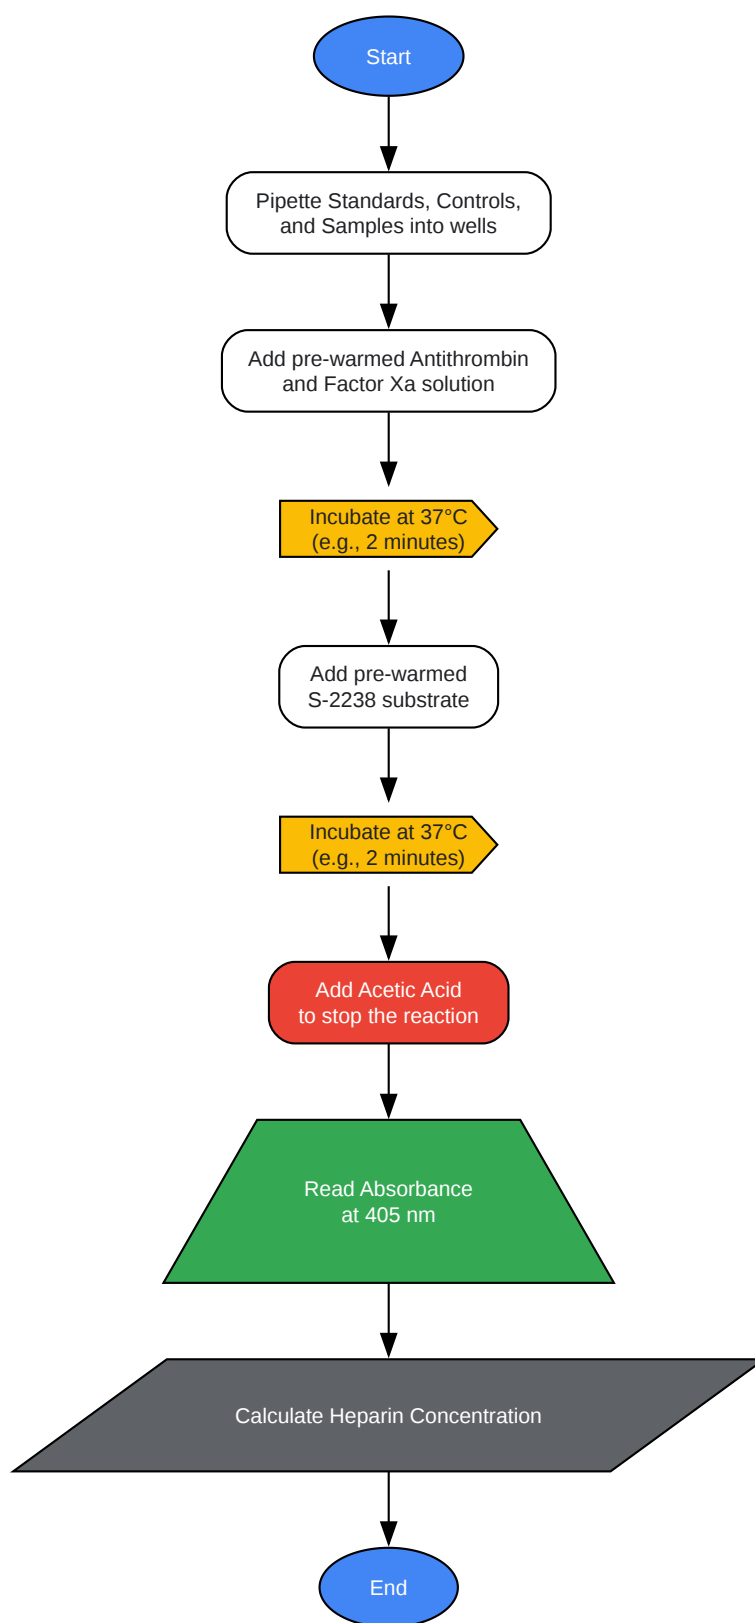 Start
Pipette Standards, Controls,
and Samples into wells
Add pre-warmed Antithrombin
and Factor Xa solution
Incubate at 37°C
(e.g., 2 minutes)
Add pre-warmed
S-2238 substrate
Incubate at 37°C
(e.g., 2 minutes)
Add Acetic Acid
to stop the reaction
Read Absorbance
at 405 nm
Calculate Heparin Concentration
End